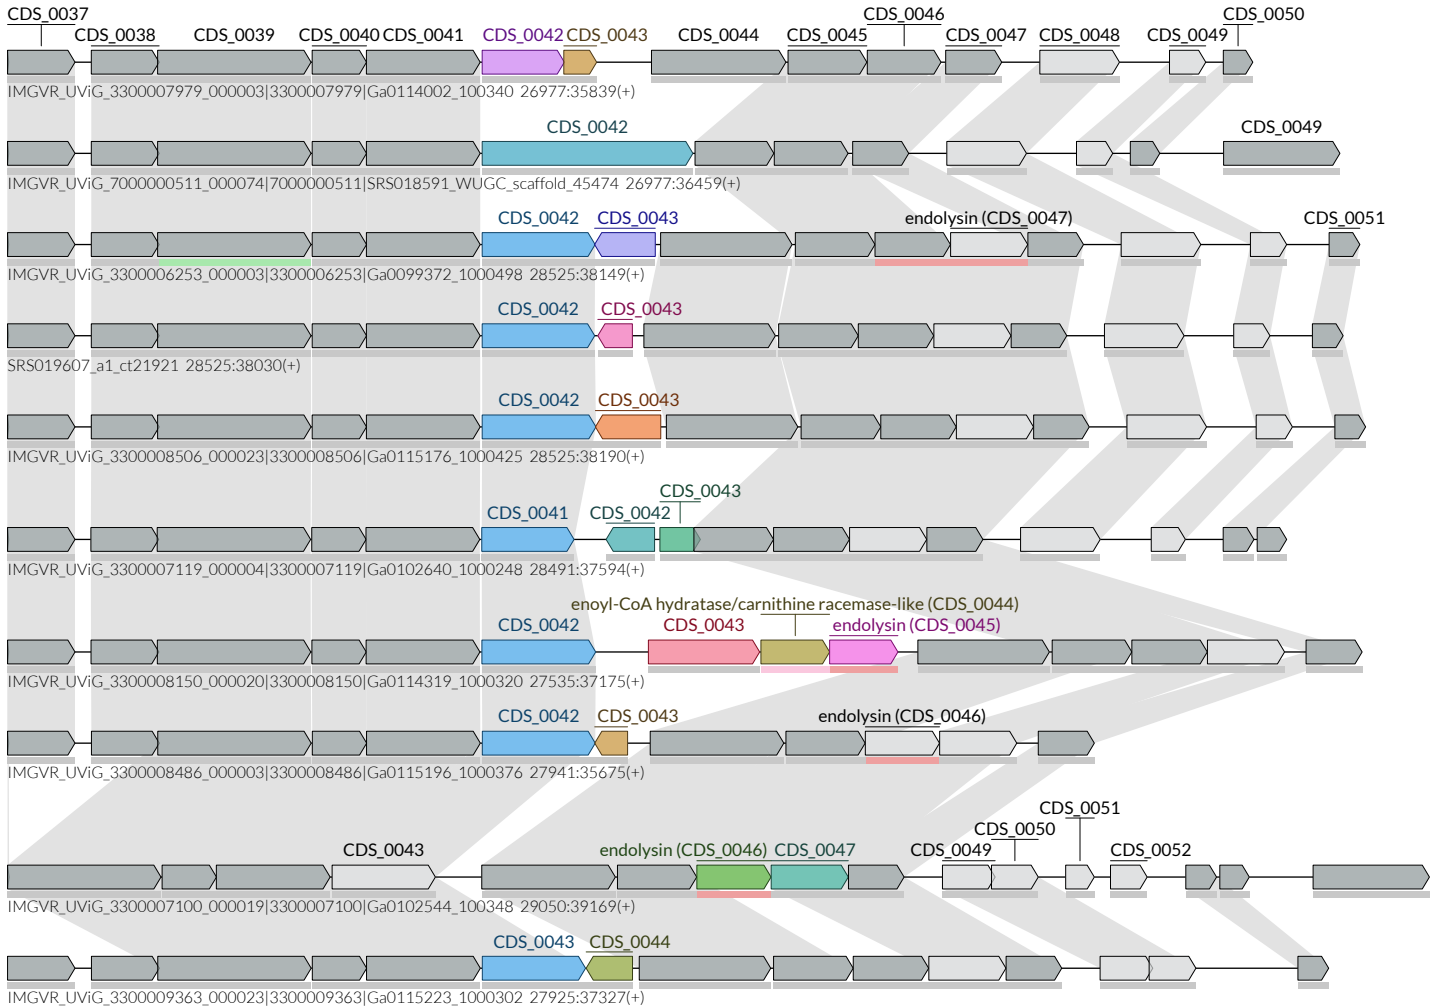 CDS_0037 CDS_0046 CDS_0050
CDS_0038 CDS_0039 CDS_0040 CDS_0041 CDS_0042 CDS_0043 CDS_0044 CDS_0045 CDS_0047 CDS_0048 CDS_0049
IMGVR_UViG_3300007979_000003|3300007979|Ga0114002_100340 26977:35839(+)
CDS_0042 CDS_0049
IMGVR_UViG_7000000511_000074|7000000511|SRS018591_WUGC_scaffold_45474 26977:36459(+)
CDS_0042 CDS_0043 endolysin (CDS_0047) CDS_0051
IMGVR_UViG_3300006253_000003|3300006253|Ga0099372_1000498 28525:38149(+)
CDS_0042 CDS_0043
SRS019607_a1_ct21921 28525:38030(+)
CDS_0042 CDS_0043
IMGVR_UViG_3300008506_000023|3300008506|Ga0115176_1000425 28525:38190(+)
CDS_0043
CDS_0041 CDS_0042
IMGVR_UViG_3300007119_000004|3300007119|Ga0102640_1000248 28491:37594(+)
enoyl-CoA hydratase/carnithine racemase-like (CDS_0044)
CDS_0042 CDS_0043 endolysin (CDS_0045)
IMGVR_UViG_3300008150_000020|3300008150|Ga0114319_1000320 27535:37175(+)
CDS_0042 CDS_0043 endolysin (CDS_0046)
IMGVR_UViG_3300008486_000003|3300008486|Ga0115196_1000376 27941:35675(+)
CDS_0051
CDS_0050
CDS_0043 endolysin (CDS_0046) CDS_0047 CDS_0049 CDS_0052
IMGVR_UViG_3300007100_000019|3300007100|Ga0102544_100348 29050:39169(+)
CDS_0043 CDS_0044
IMGVR_UViG_3300009363_000023|3300009363|Ga0115223_1000302 27925:37327(+)